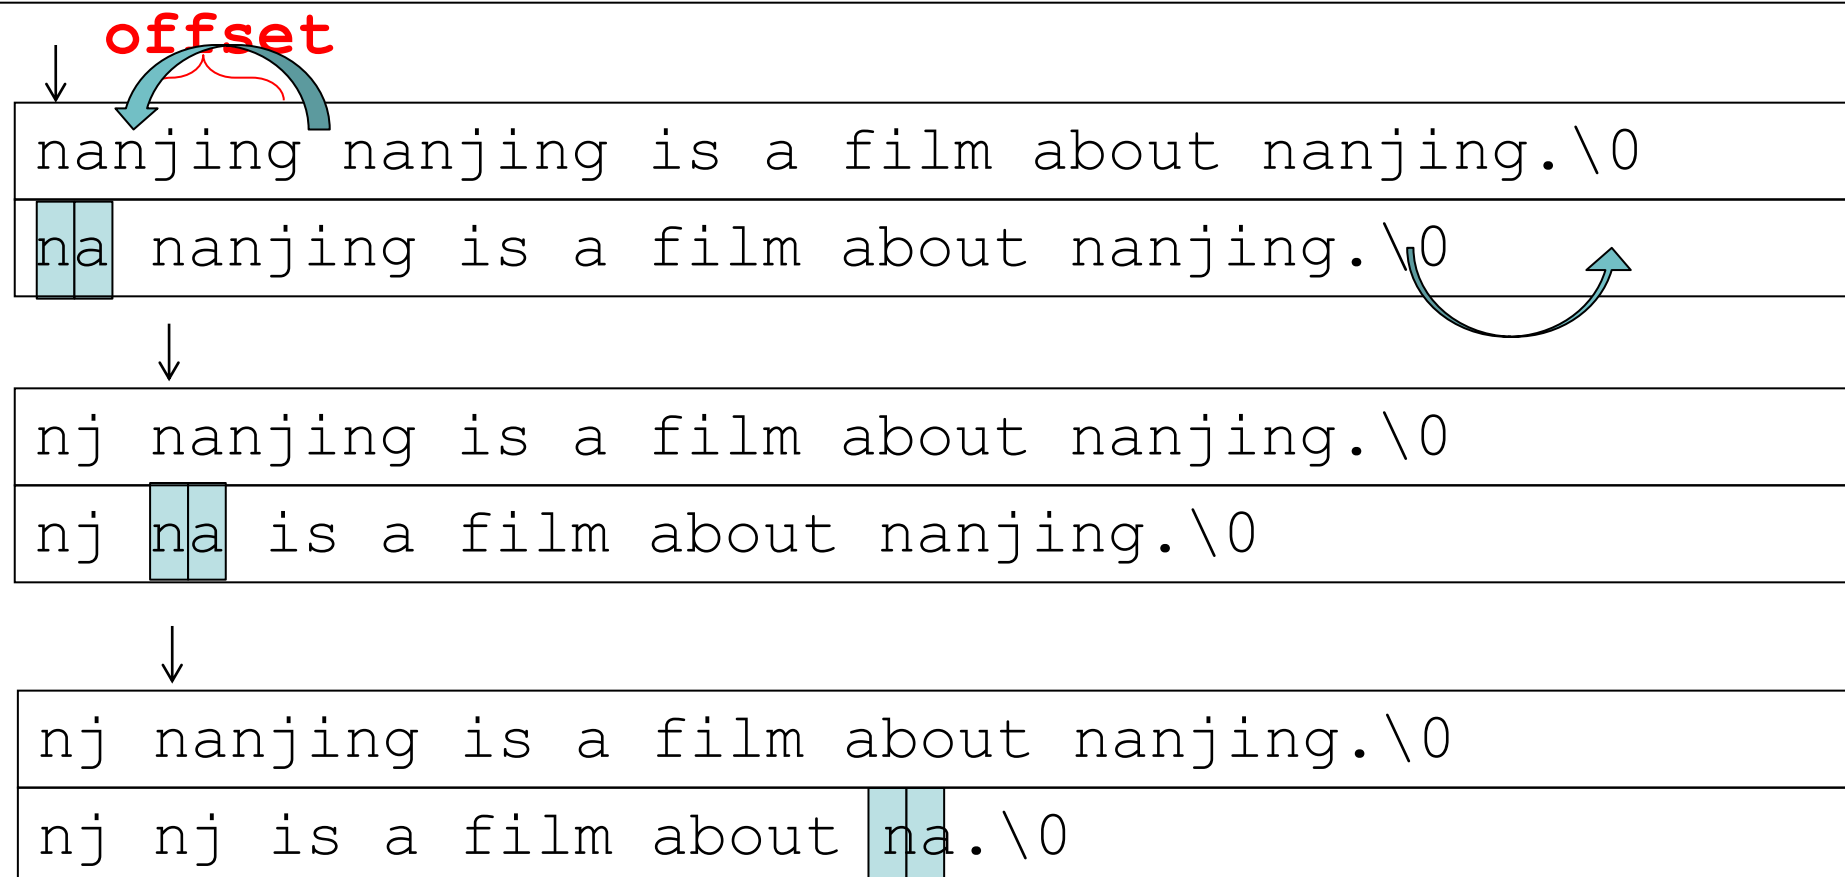 offset
nanjing nanjing is a film about nanjing.\0
na nanjing is a film about nanjing.\0
nj nanjing is a film about nanjing.\0
nj na is a film about nanjing.\0
nj nanjing is a film about nanjing.\0
nj nj is a film about na.\0